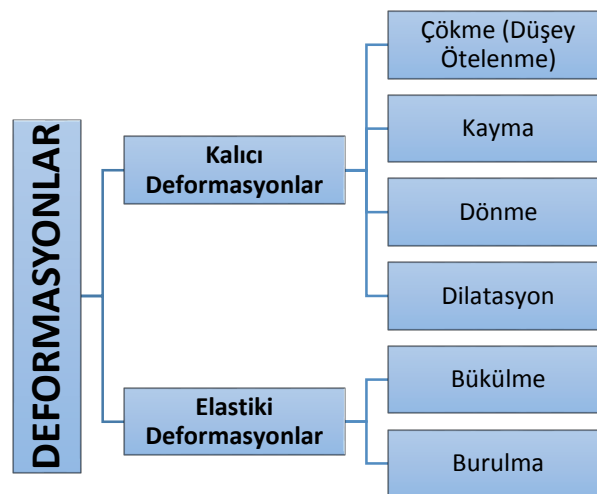 DEFORMASYONLAR
Kalıcı
Deformasyonlar
Çökme (Düşey
Ötelenme)
Kayma
Dönme
Dilatasyon
Elastiki
Deformasyonlar
Bükülme
Burulma